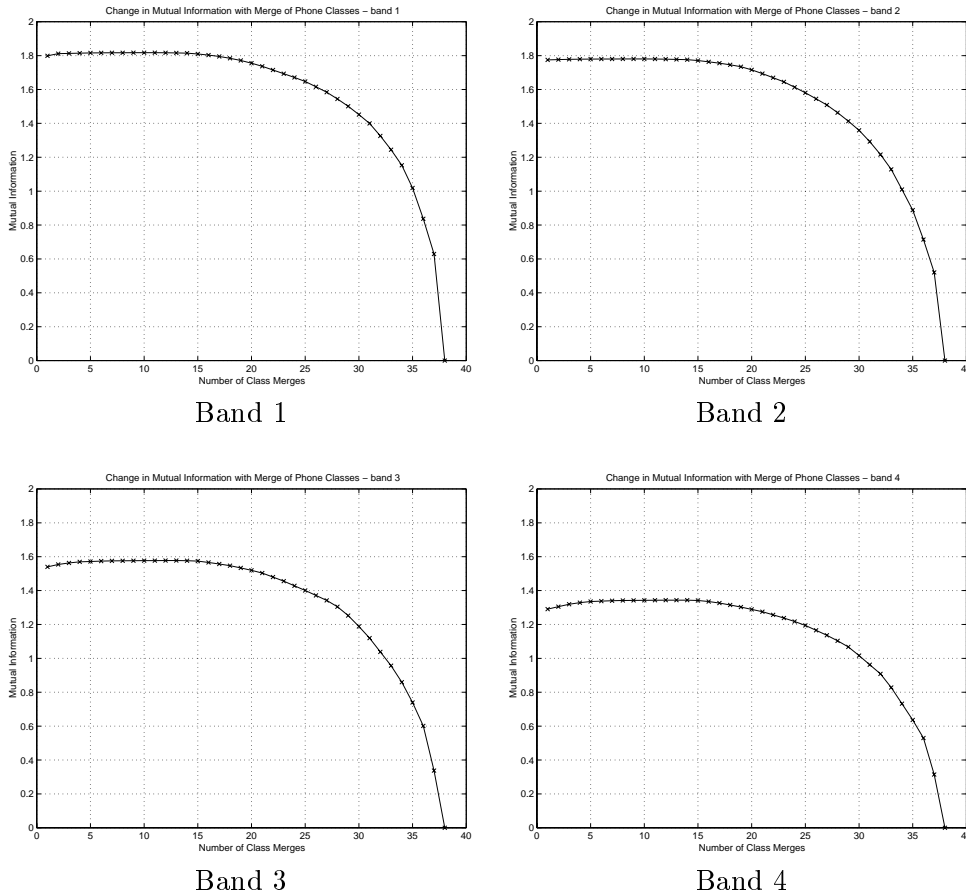 Change in Mutual Information with Merge of Phone Classes – band 1
2
1.8
1.6
1.4
1.2
1
0.8
0.6
0.4
0.2
0
Mutual Information
0 5 10 15 20 25 30 35 40
Number of Class Merges
Band 1
Change in Mutual Information with Merge of Phone Classes – band 2
2
1.8
1.6
1.4
1.2
1
0.8
0.6
0.4
0.2
0
Mutual Information
0 5 10 15 20 25 30 35 40
Number of Class Merges
Band 2
Change in Mutual Information with Merge of Phone Classes – band 3
2
1.8
1.6
1.4
1.2
1
0.8
0.6
0.4
0.2
0
Mutual Information
0 5 10 15 20 25 30 35 40
Number of Class Merges
Band 3
Change in Mutual Information with Merge of Phone Classes – band 4
2
1.8
1.6
1.4
1.2
1
0.8
0.6
0.4
0.2
0
Mutual Information
0 5 10 15 20 25 30 35 40
Number of Class Merges
Band 4